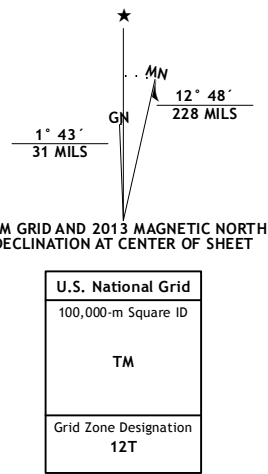 MN
GN
12° 48´
228 MILS
1° 43´
31 MILS
M GRID AND 2013 MAGNETIC NORTH
DECLINATION AT CENTER OF SHEET
U.S. National Grid
100,000-m Square ID
TM
Grid Zone Designation
12T